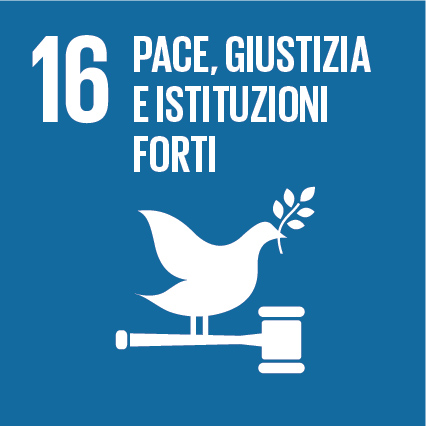 16
PACE, GIUSTIZIA
E ISTITUZIONI
FORTI